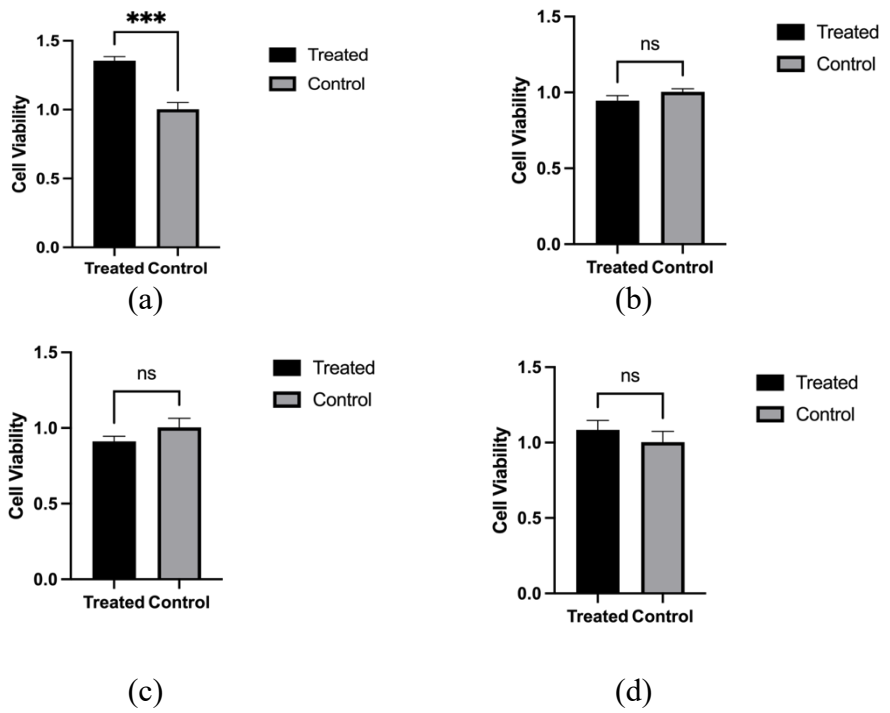 ***
1.5
1.0
0.5
0.0
Cell Viability
Treated Control
Treated
Control
(a)
ns
1.5
1.0
0.5
0.0
Cell Viability
Treated Control
Treated
Control
(b)
ns
1.5
1.0
0.5
0.0
Cell Viability
Treated Control
Treated
Control
(c)
ns
1.5
1.0
0.5
0.0
Cell Viability
Treated Control
Treated
Control
(d)